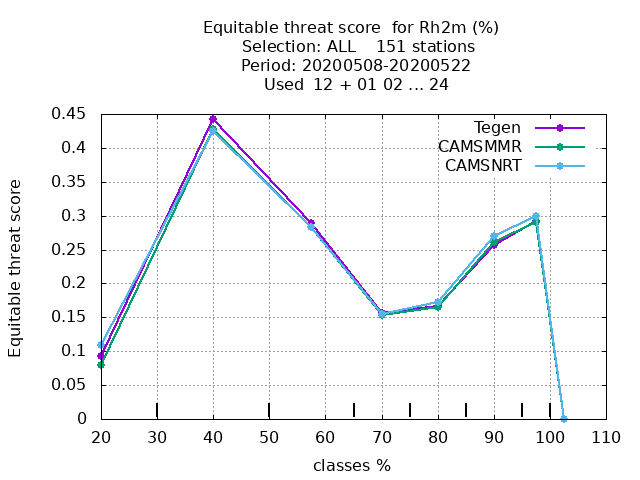 Equitable threat score  for Rh2m (%)
Selection: ALL    151 stations
Period: 20200508-20200522
Used  12 + 01 02 ... 24
Equitable threat score
0.45
0.4
0.35
0.3
0.25
0.2
0.15
0.1
0.05
0
Tegen
CAMSMMR
CAMSNRT
20 30 40 50 60 70 80 90 100 110
classes %